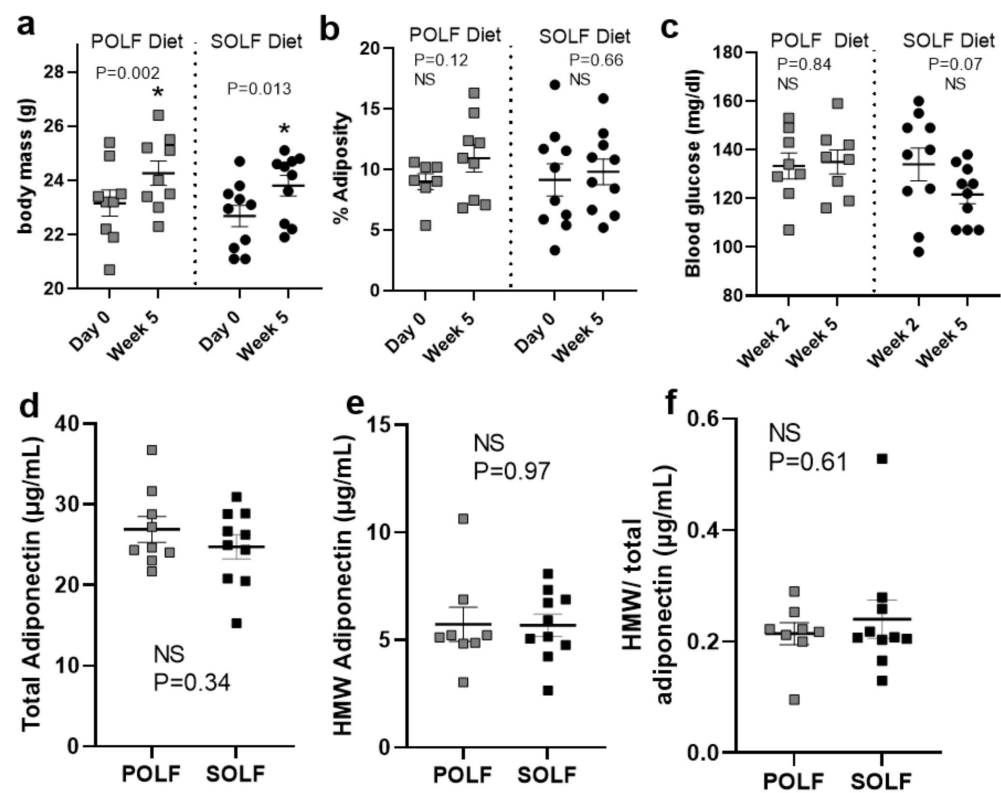 a
POLF Diet
SOLF Diet
P=0.002
P=0.013
*
*
body mass (g)
28
26
24
22
20
Day 0
Week 5
Day 0
Week 5
b
POLF Diet
SOLF Diet
P=0.12
NS
P=0.66
NS
% Adiposity
20
15
10
5
0
Day 0
Week 5
Day 0
Week 5
c
POLF Diet
SOLF Diet
P=0.84
NS
P=0.07
NS
Blood glucose (mg/dl)
180
160
140
120
100
80
Week 2
Week 5
Week 2
Week 5
d
Total Adiponectin (µg/mL)
40
30
20
10
0
NS
P=0.34
POLF
SOLF
e
HMW Adiponectin (µg/mL)
15
10
5
0
NS
P=0.97
POLF
SOLF
f
HMW/ total
adiponectin (µg/mL)
0.6
0.4
0.2
0.0
NS
P=0.61
POLF
SOLF